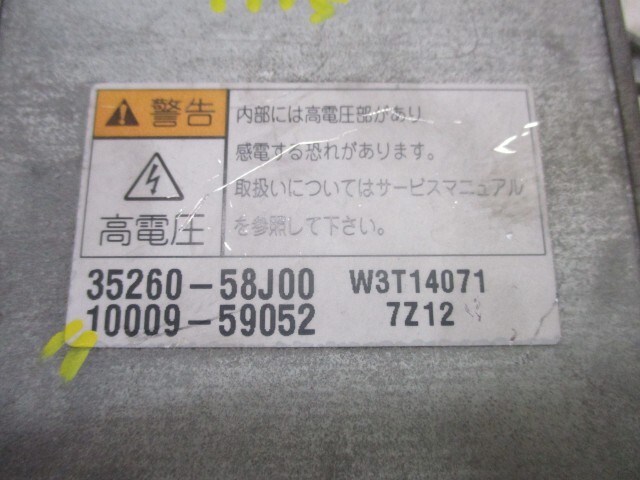 警告
高電圧
内部には高電圧部があり
感電する恐れがあります。
取扱いについてはサービスマニュアル
を参照して下さい。
35260-58J00 W3T14071
10009-59052 7Z12